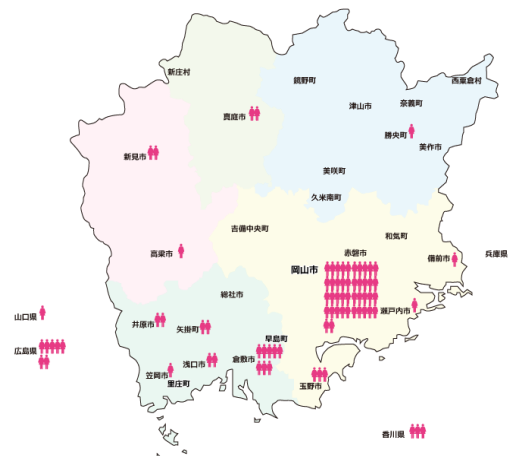 新庄村
鏡野町
西粟倉村
津山市
奈義町
真庭市
勝央町
美作市
新見市
美咲町
久米南町
吉備中央町
和気町
高梁市
赤磐市
備前市
兵庫県
岡山市
総社市
瀬戸内市
山口県
井原市
矢掛町
早島町
広島県
浅口市
倉敷市
笠岡市
里庄町
玉野市
香川県